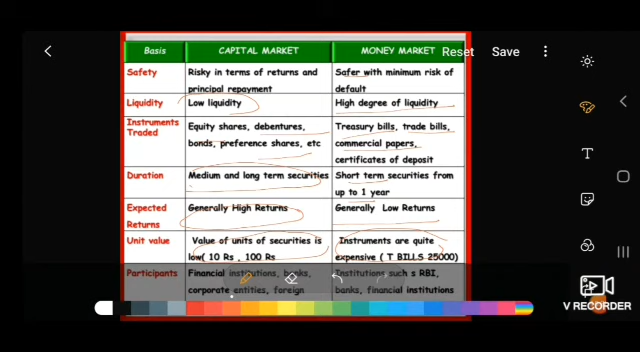 Basis CAPITAL MARKET MONEY MARKET Reset Save
Safety Risky in terms of returns and Safer with minimum risk of
principal repayment default
Liquidity Low liquidity High degree of liquidity
Instruments Equity shares, debentures, Treasury bills, trade bills,
Traded bonds, preference shares, etc commercial papers,
certificates of deposit
Duration Medium and long term securities Short term securities from
up to 1 year
Expected Generally High Returns Generally Low Returns
Returns
Unit value Value of units of securities is Instruments are quite
low( 10 Rs , 100 Rs expensive ( T BILLS 25000)
Participants Financial institutions, banks, Institutions such s RBI,
corporate entities, foreign banks, financial institutions
T
V RECORDER